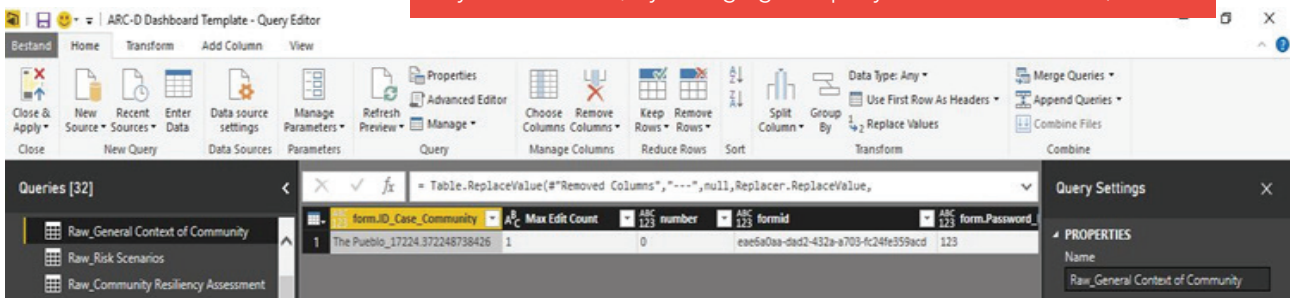 ARC-D Dashboard Template - Query Editor
Bestand Home Transform Add Column View
Close & Apply
New Source
Recent Sources
Enter Data
Data source settings
Manage Parameters
Refresh Preview
Properties
Advanced Editor
Manage
Choose Columns
Remove Columns
Keep Rows
Remove Rows
Split Column
Group By
Data Type: Any
Use First Row As Headers
Replace Values
Merge Queries
Append Queries
Combine Files
Close New Query Data Sources Parameters Query Manage Columns Reduce Rows Sort Transform Combine
Queries [32]
= Table.ReplaceValue(#"Removed Columns","---",null,Replacer.ReplaceValue,
Query Settings
form.ID_Case_Community Max Edit Count number formid form.Password_
1 The Pueblo_17224.372248738426 1 0 eae6a0aa-dad2-432a-a703-fc24fe359acd 123
Raw_General Context of Community
Raw_Risk Scenarios
Raw_Community Resiliency Assessment
PROPERTIES
Name
Raw_General Context of Community